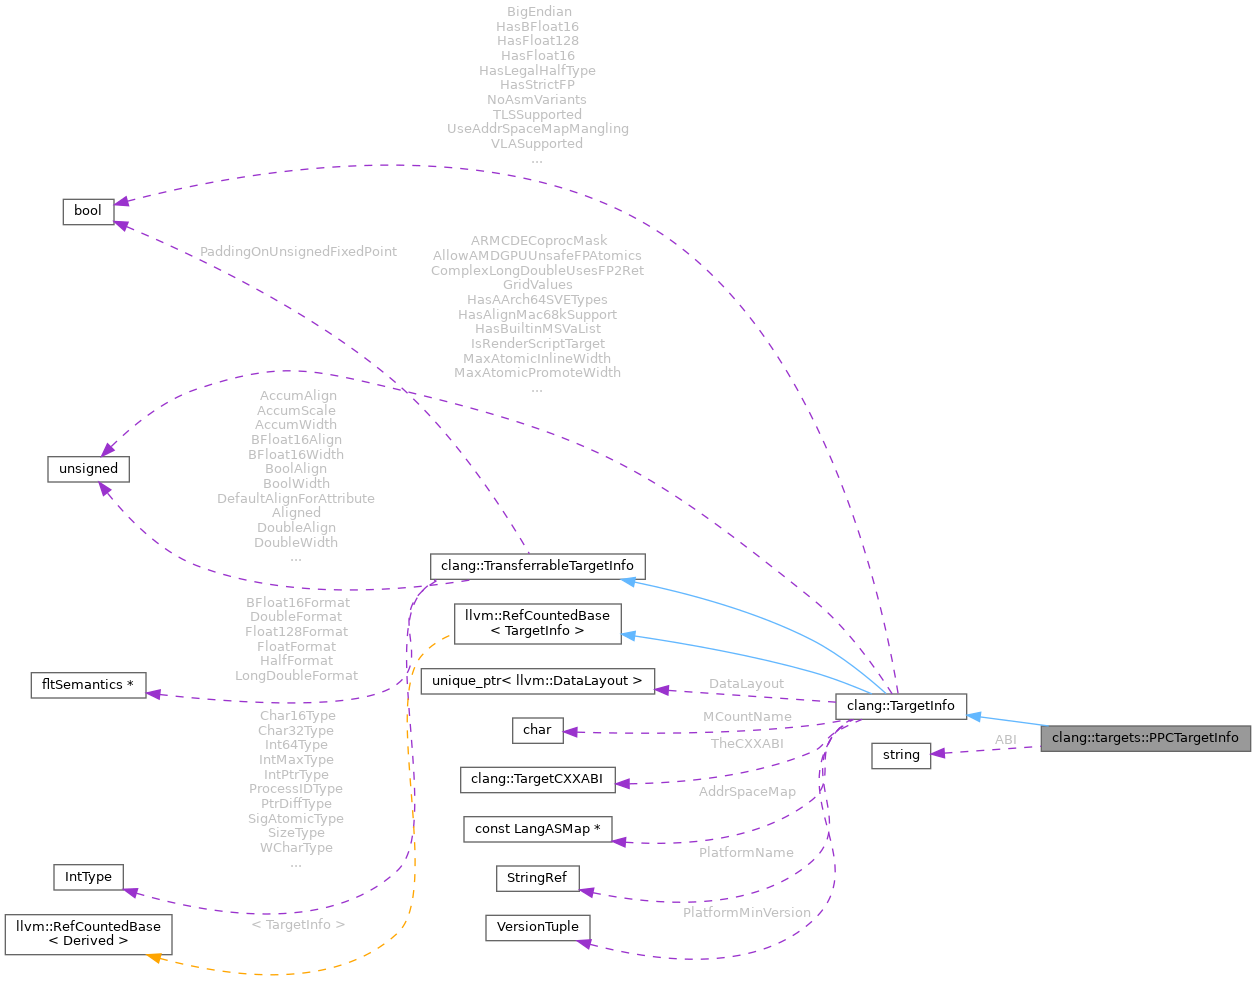 BigEndian
HasBFloat16
HasFloat128
HasFloat16
HasLegalHalfType
HasStrictFP
NoAsmVariants
TLSSupported
UseAddrSpaceMapMangling
VLASupported
...
bool
PaddingOnUnsignedFixedPoint
ARMCDECoprocMask
AllowAMDGPUUnsafeFPAtomics
ComplexLongDoubleUsesFP2Ret
GridValues
HasAArch64SVETypes
HasAlignMac68kSupport
HasBuiltinMSVaList
IsRenderScriptTarget
MaxAtomicInlineWidth
MaxAtomicPromoteWidth
...
AccumAlign
AccumScale
AccumWidth
BFloat16Align
BFloat16Width
BoolAlign
BoolWidth
DefaultAlignForAttribute
Aligned
DoubleAlign
DoubleWidth
...
unsigned
clang::TransferrableTargetInfo
llvm::RefCountedBase
< TargetInfo >
BFloat16Format
DoubleFormat
Float128Format
FloatFormat
HalfFormat
LongDoubleFormat
fltSemantics *
unique_ptr< llvm::DataLayout >
DataLayout
clang::TargetInfo
char
MCountName
clang::targets::PPCTargetInfo
ABI
string
TheCXXABI
clang::TargetCXXABI
Char16Type
Char32Type
Int64Type
IntMaxType
IntPtrType
ProcessIDType
PtrDiffType
SigAtomicType
SizeType
WCharType
...
AddrSpaceMap
const LangASMap *
PlatformName
StringRef
IntType
PlatformMinVersion
VersionTuple
< TargetInfo >
llvm::RefCountedBase
< Derived >